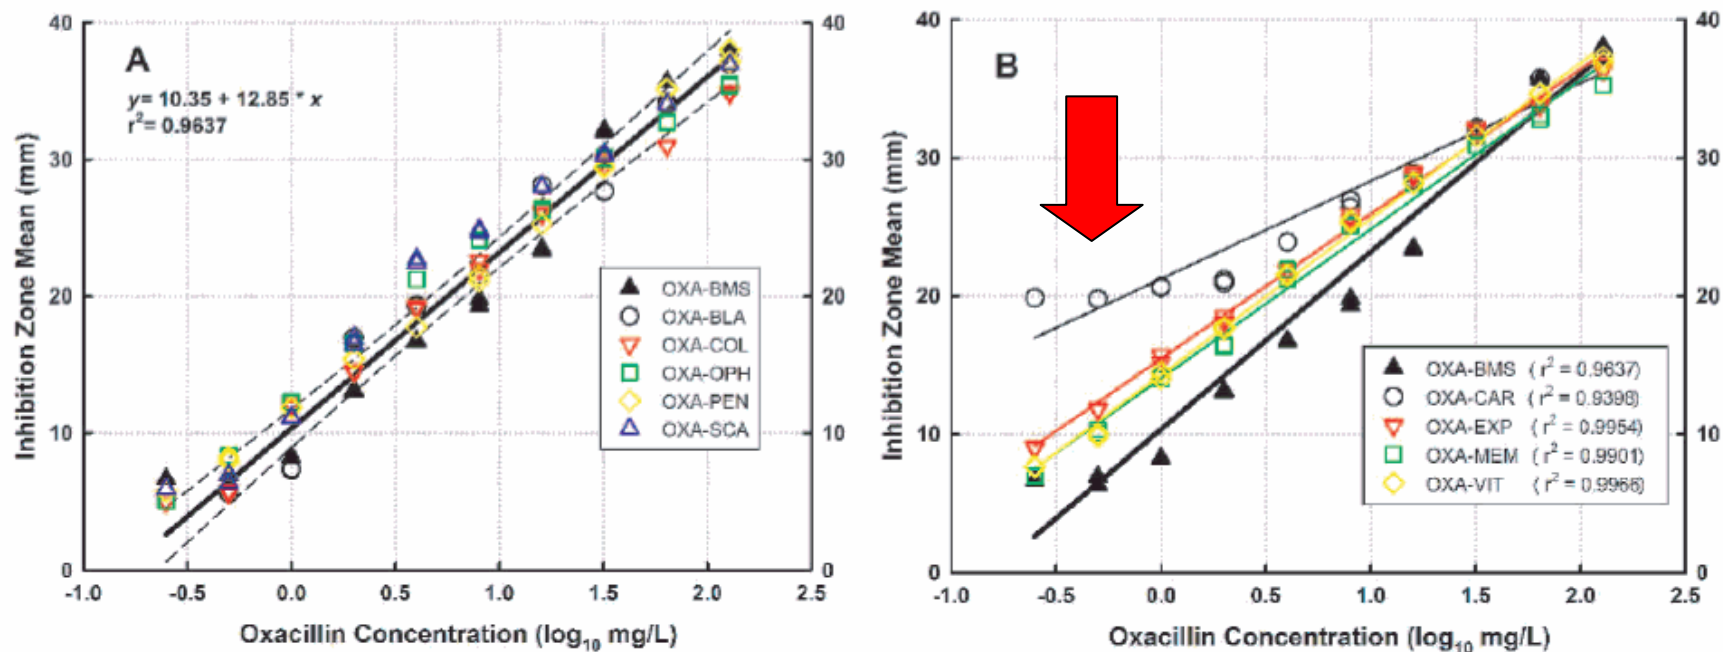 A
y= 10.35 + 12.85 * x
r²= 0.9637
Inhibition Zone Mean (mm)
40
30
20
10
0
40
30
20
10
0
-1.0 -0.5 0.0 0.5 1.0 1.5 2.0 2.5
Oxacillin Concentration (log₁₀ mg/L)
OXA-BMS
OXA-BLA
OXA-COL
OXA-OPH
OXA-PEN
OXA-SCA
B
Inhibition Zone Mean (mm)
40
30
20
10
0
40
30
20
10
0
-1.0 -0.5 0.0 0.5 1.0 1.5 2.0 2.5
Oxacillin Concentration (log₁₀ mg/L)
OXA-BMS ( r² = 0.9637)
OXA-CAR ( r² = 0.9398)
OXA-EXP ( r² = 0.9954)
OXA-MEM ( r² = 0.9901)
OXA-VIT ( r² = 0.9966)